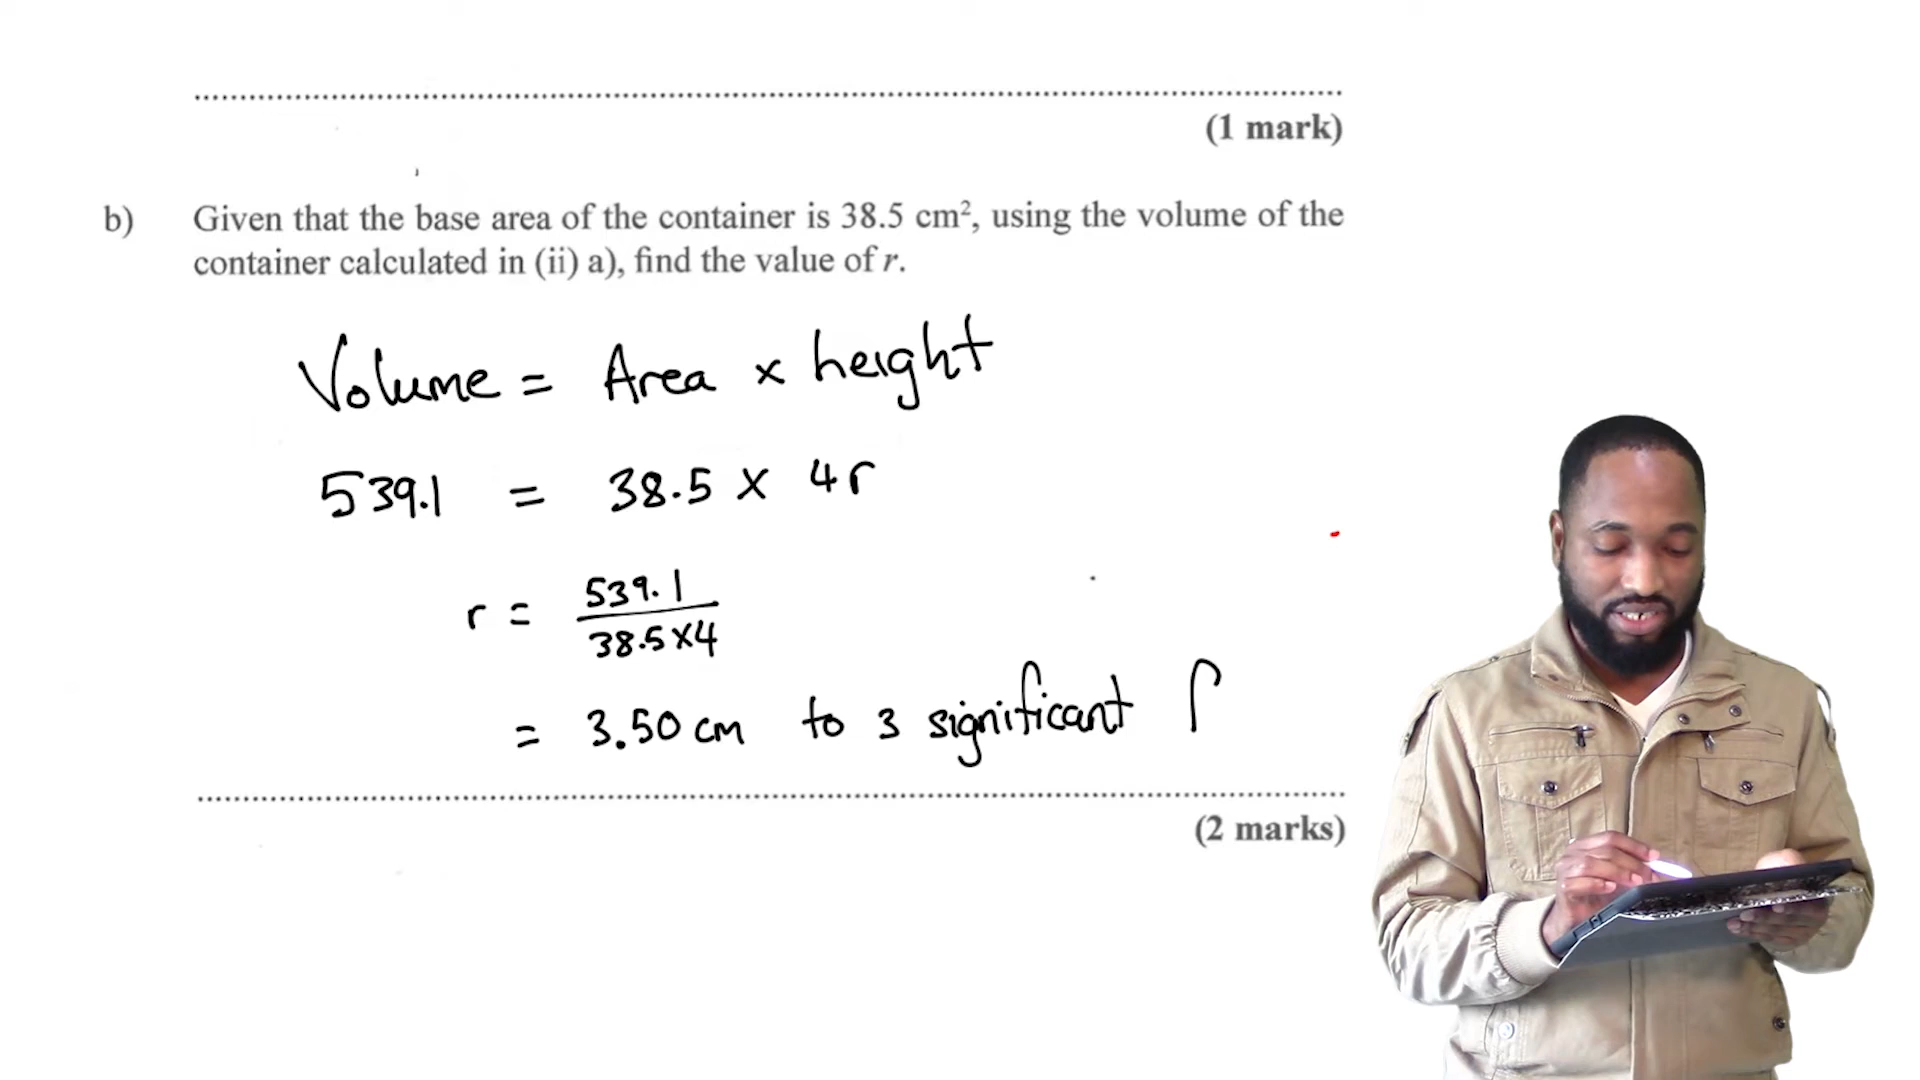 (1 mark)
b) Given that the base area of the container is 38.5 cm², using the volume of the
container calculated in (ii) a), find the value of r.
Volume = Area x height
539.1 = 38.5 x 4r
r = 539.1
38.5x4
= 3.50 cm to 3 significant f
(2 marks)